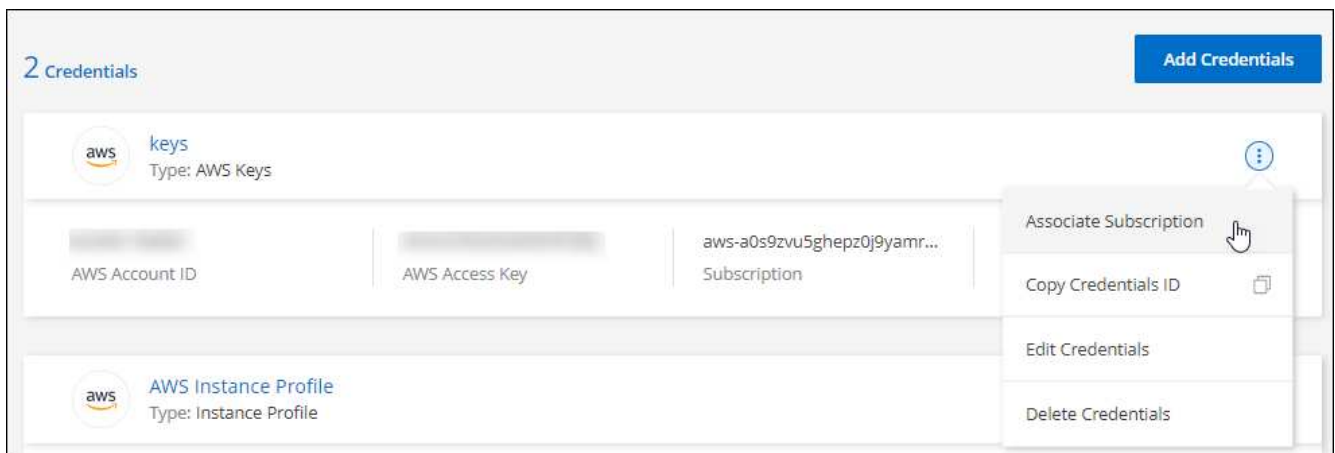 2 Credentials
Add Credentials
aws
keys
Type: AWS Keys
Associate Subscription
aws-a0s9zvu5ghepz0j9yamr...
AWS Account ID
AWS Access Key
Subscription
Copy Credentials ID
Edit Credentials
aws
AWS Instance Profile
Type: Instance Profile
Delete Credentials